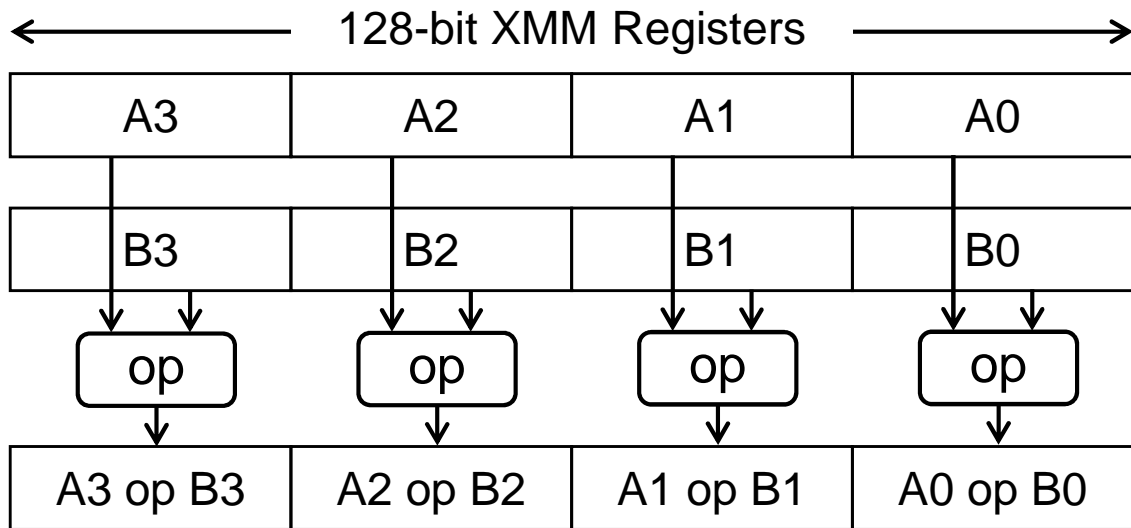 128-bit XMM Registers
A3 A2 A1 A0
B3 B2 B1 B0
op op op op
A3 op B3 A2 op B2 A1 op B1 A0 op B0